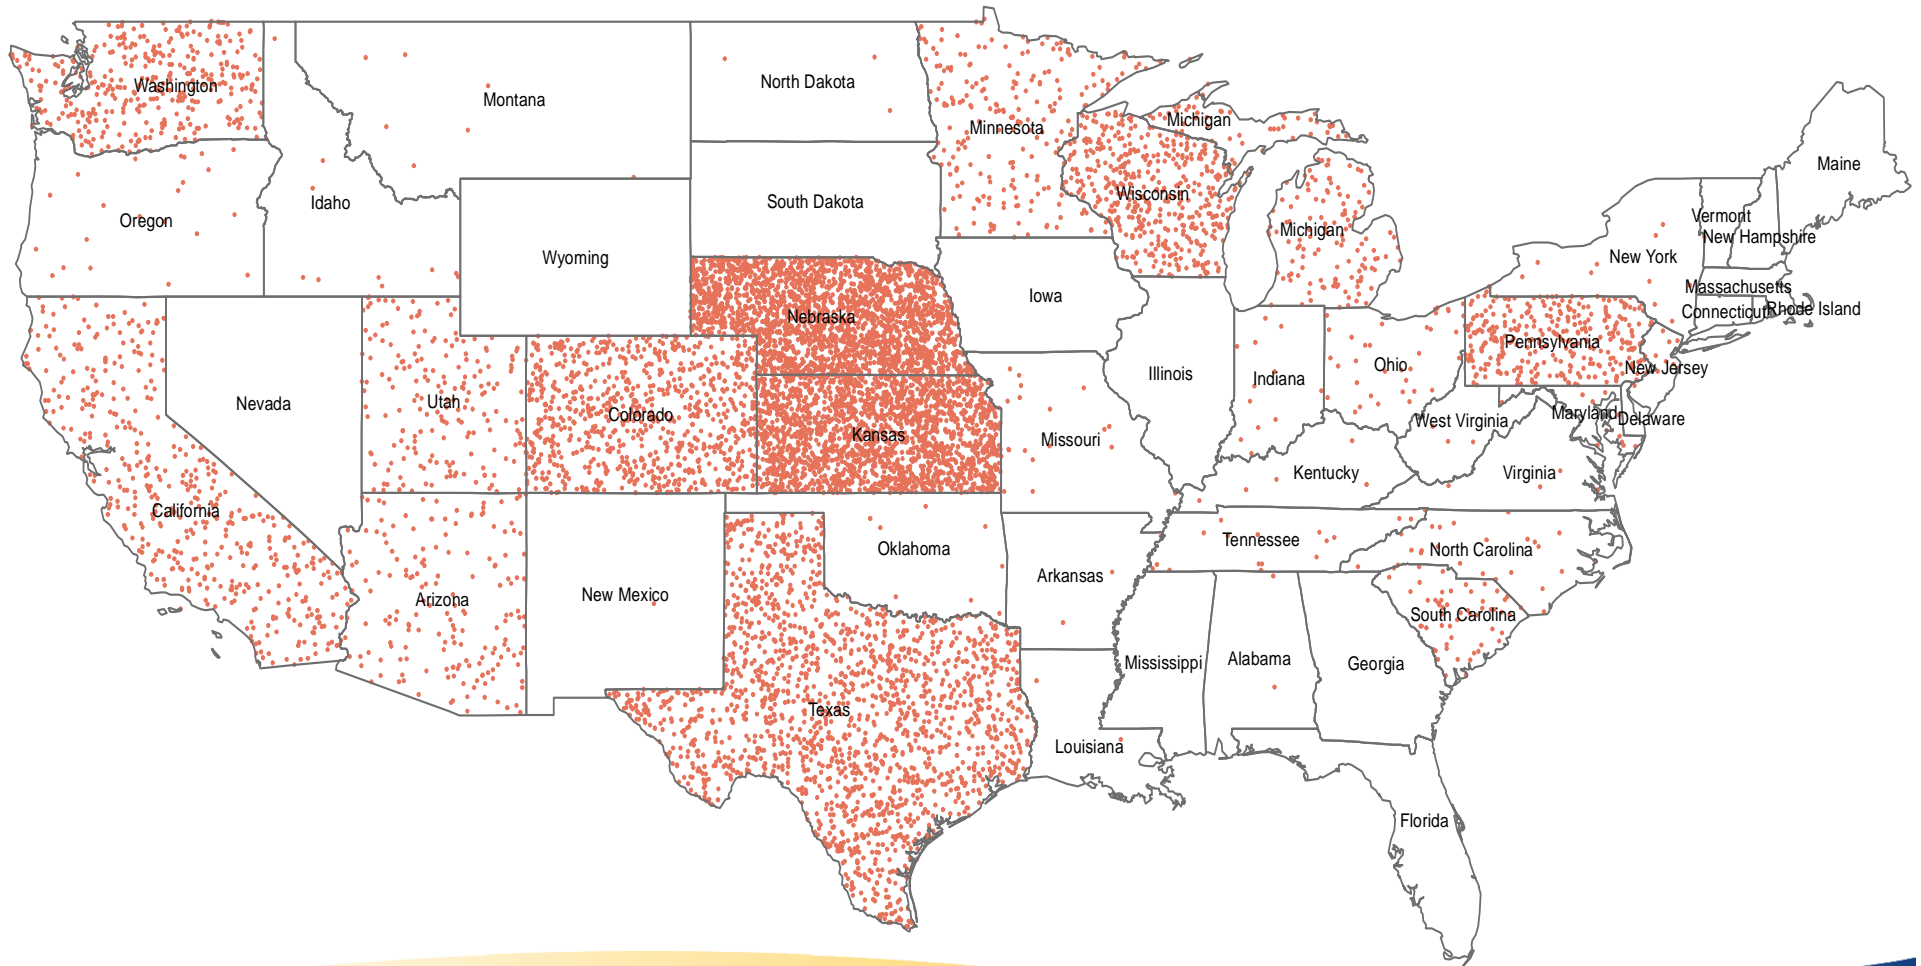 Washington
Montana
North Dakota
Minnesota
Michigan
Maine
Oregon
Idaho
South Dakota
Wisconsin
Michigan
Vermont
New Hampshire
New York
Wyoming
Massachusetts
Iowa
Connecticut
Rhode Island
Nebraska
Pennsylvania
New Jersey
Ohio
Illinois
Indiana
Nevada
Utah
Colorado
Kansas
Missouri
West Virginia
Maryland
Delaware
Kentucky
Virginia
California
Oklahoma
Tennessee
North Carolina
Arkansas
New Mexico
Arizona
South Carolina
Mississippi
Alabama
Georgia
Texas
Louisiana
Florida